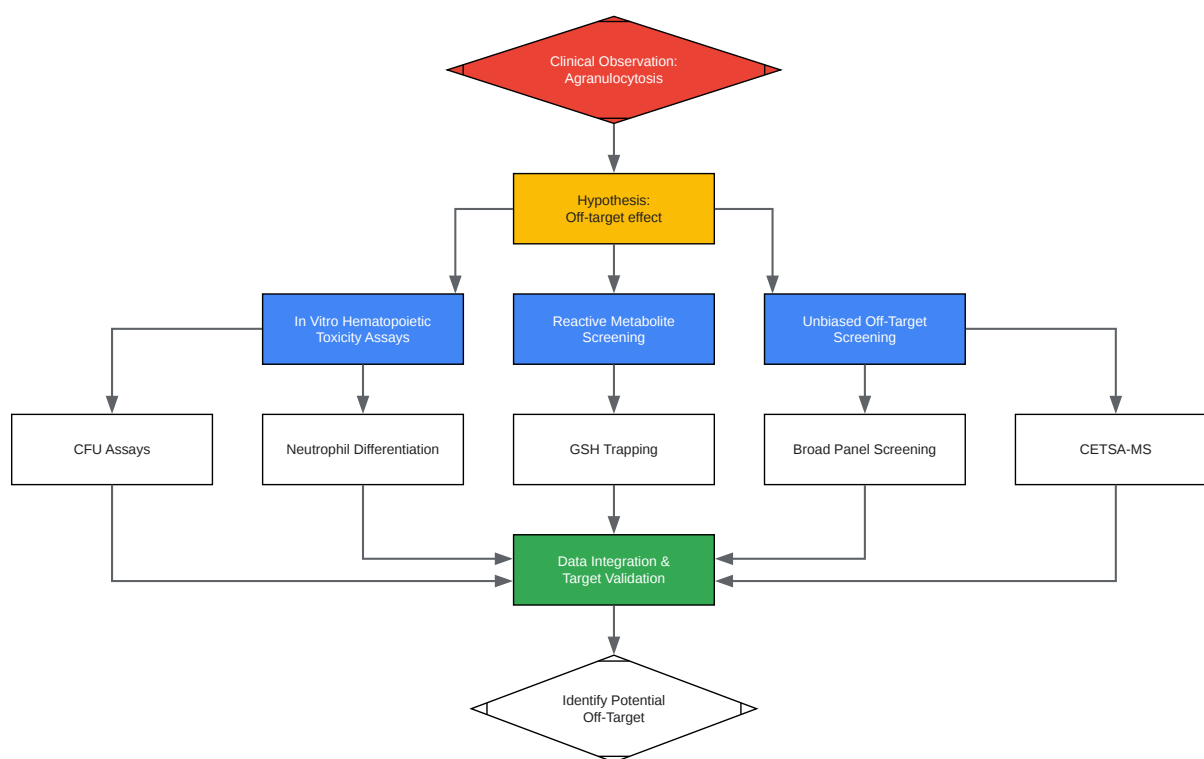 Clinical Observation:
Agranulocytosis
Hypothesis:
Off-target effect
In Vitro Hematopoietic
Toxicity Assays
Reactive Metabolite
Screening
Unbiased Off-Target
Screening
CFU Assays
Neutrophil Differentiation
GSH Trapping
Broad Panel Screening
CETSA-MS
Data Integration &
Target Validation
Identify Potential
Off-Target